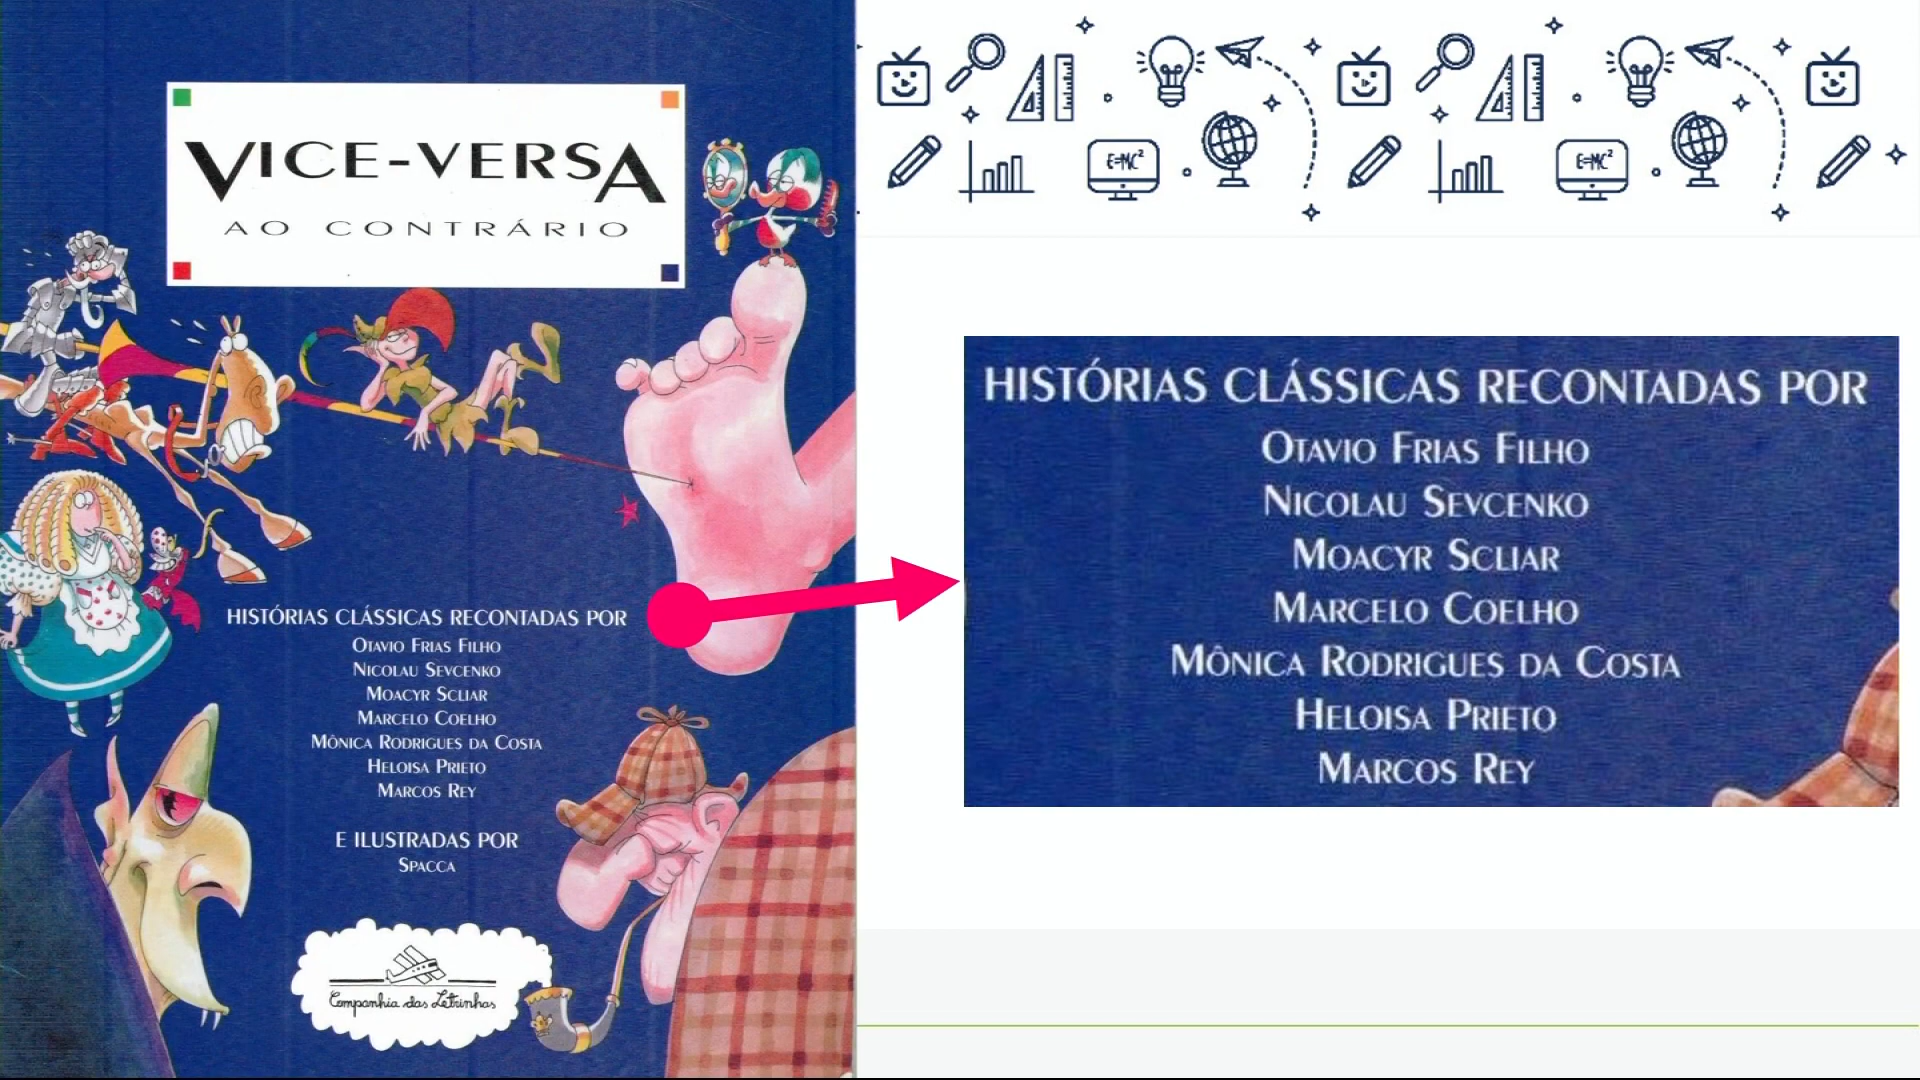 VICE-VERSA
AO CONTRÁRIO
HISTÓRIAS CLÁSSICAS RECONTADAS POR
OTAVIO FRIAS FILHO
NICOLAU SEVCENKO
MOACYR SCLIAR
MARCELO COELHO
MÔNICA RODRIGUES DA COSTA
HELOISA PRIETO
MARCOS REY
E ILUSTRADAS POR
SPACCA
Companhia das Letrinhas
E=MC²
E=MC²
HISTÓRIAS CLÁSSICAS RECONTADAS POR
OTAVIO FRIAS FILHO
NICOLAU SEVCENKO
MOACYR SCLIAR
MARCELO COELHO
MÔNICA RODRIGUES DA COSTA
HELOISA PRIETO
MARCOS REY